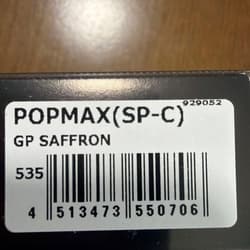 929052
POPMAX(SP-C)
GP SAFFRON
535
4 513473 550706